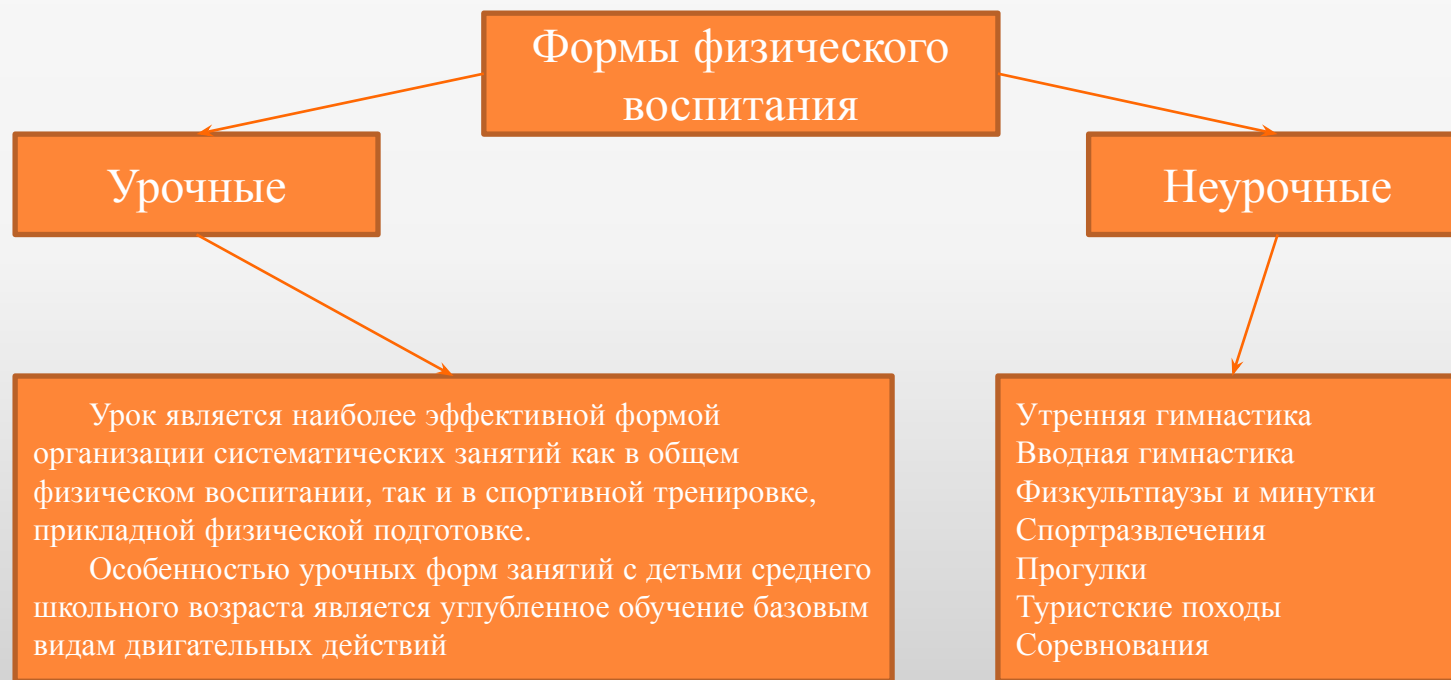 Формы физического
воспитания
Урочные
Неурочные
Урок является наиболее эффективной формой
организации систематических занятий как в общем
физическом воспитании, так и в спортивной тренировке,
прикладной физической подготовке.
Особенностью урочных форм занятий с детьми среднего
школьного возраста является углубленное обучение базовым
видам двигательных действий
Утренняя гимнастика
Вводная гимнастика
Физкультпаузы и минутки
Спортразвлечения
Прогулки
Туристские походы
Соревнования